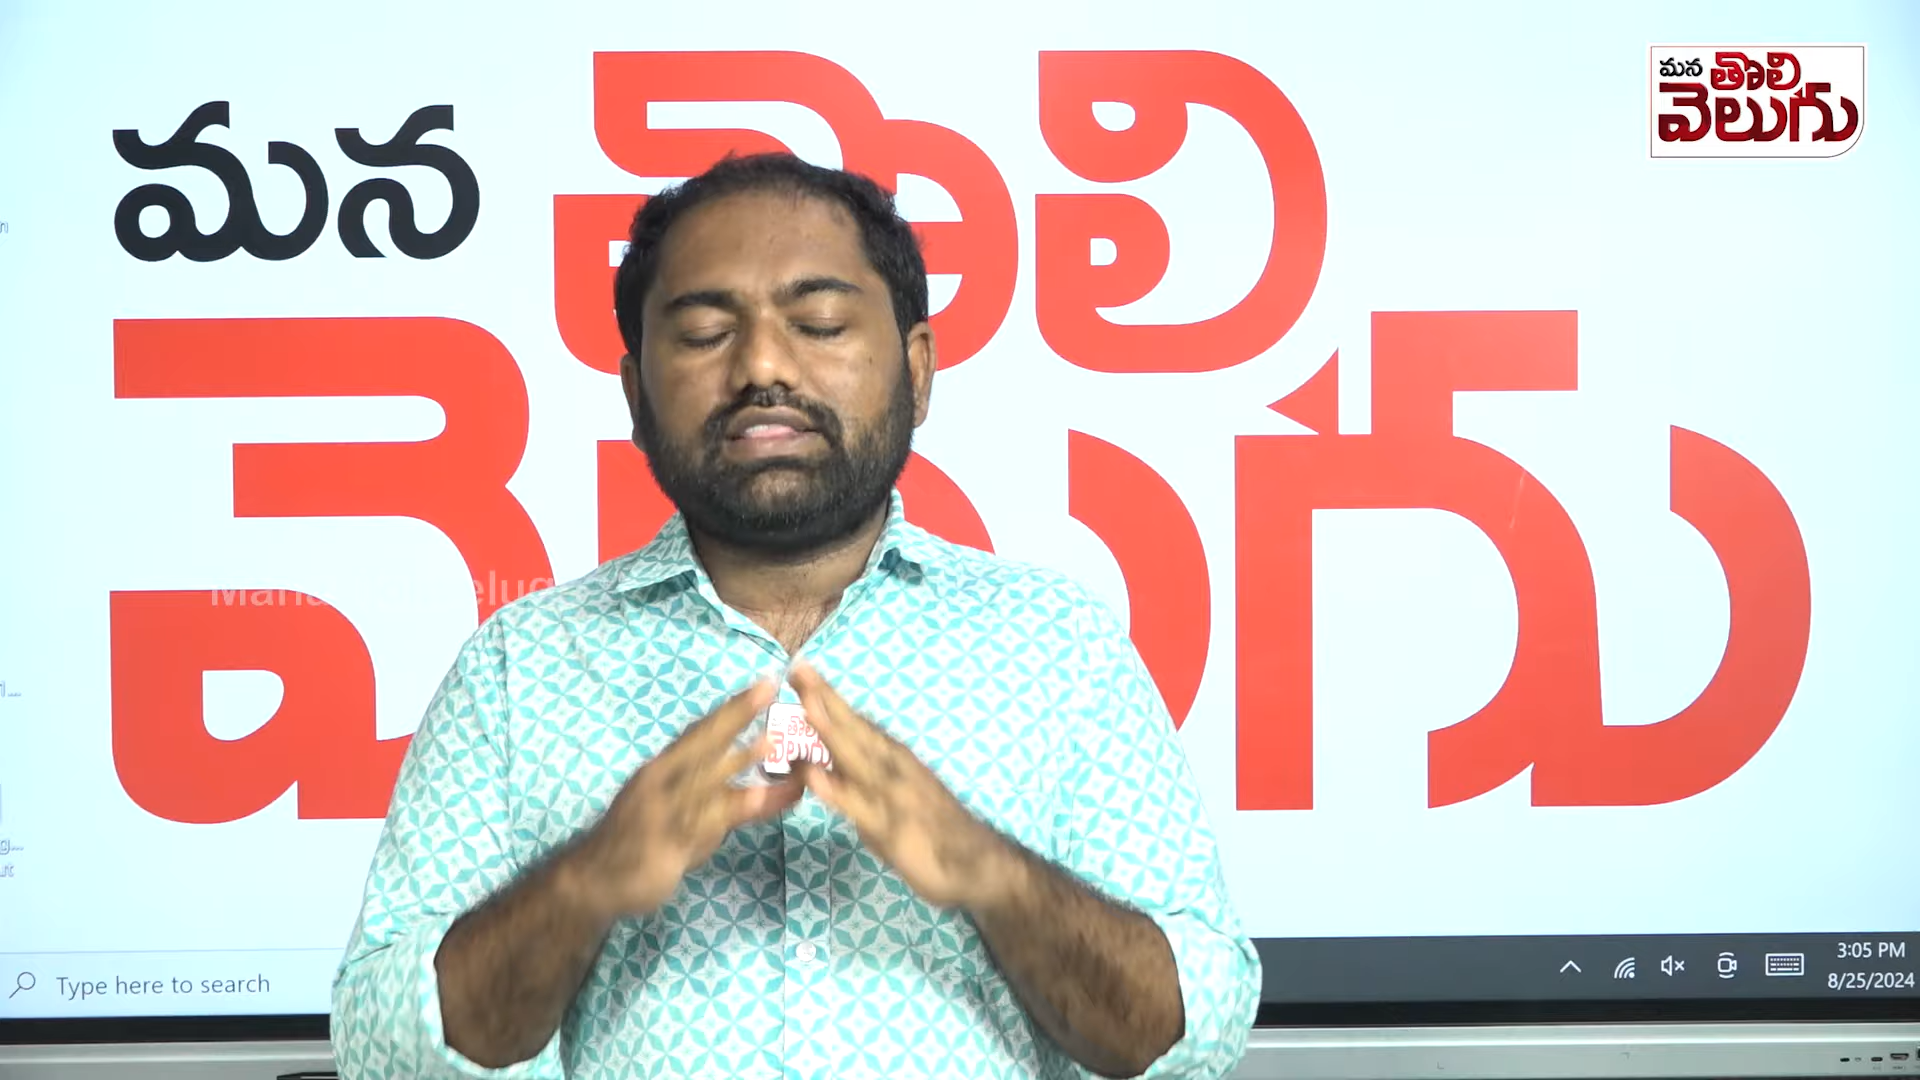 మన తొలి
వెలుగు
మన తొలి
వెలుగు
తొలి
వెలుగు
Type here to search
3:05 PM
8/25/2024